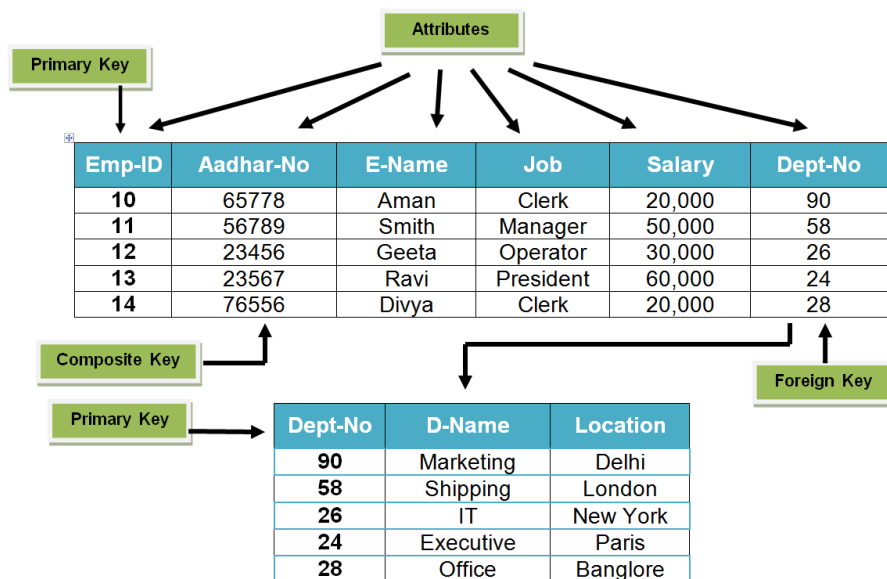 Attributes
Primary Key
Emp-ID Aadhar-No E-Name Job Salary Dept-No
10 65778 Aman Clerk 20,000 90
11 56789 Smith Manager 50,000 58
12 23456 Geeta Operator 30,000 26
13 23567 Ravi President 60,000 24
14 76556 Divya Clerk 20,000 28
Composite Key
Foreign Key
Primary Key
Dept-No D-Name Location
90 Marketing Delhi
58 Shipping London
26 IT New York
24 Executive Paris
28 Office Banglore